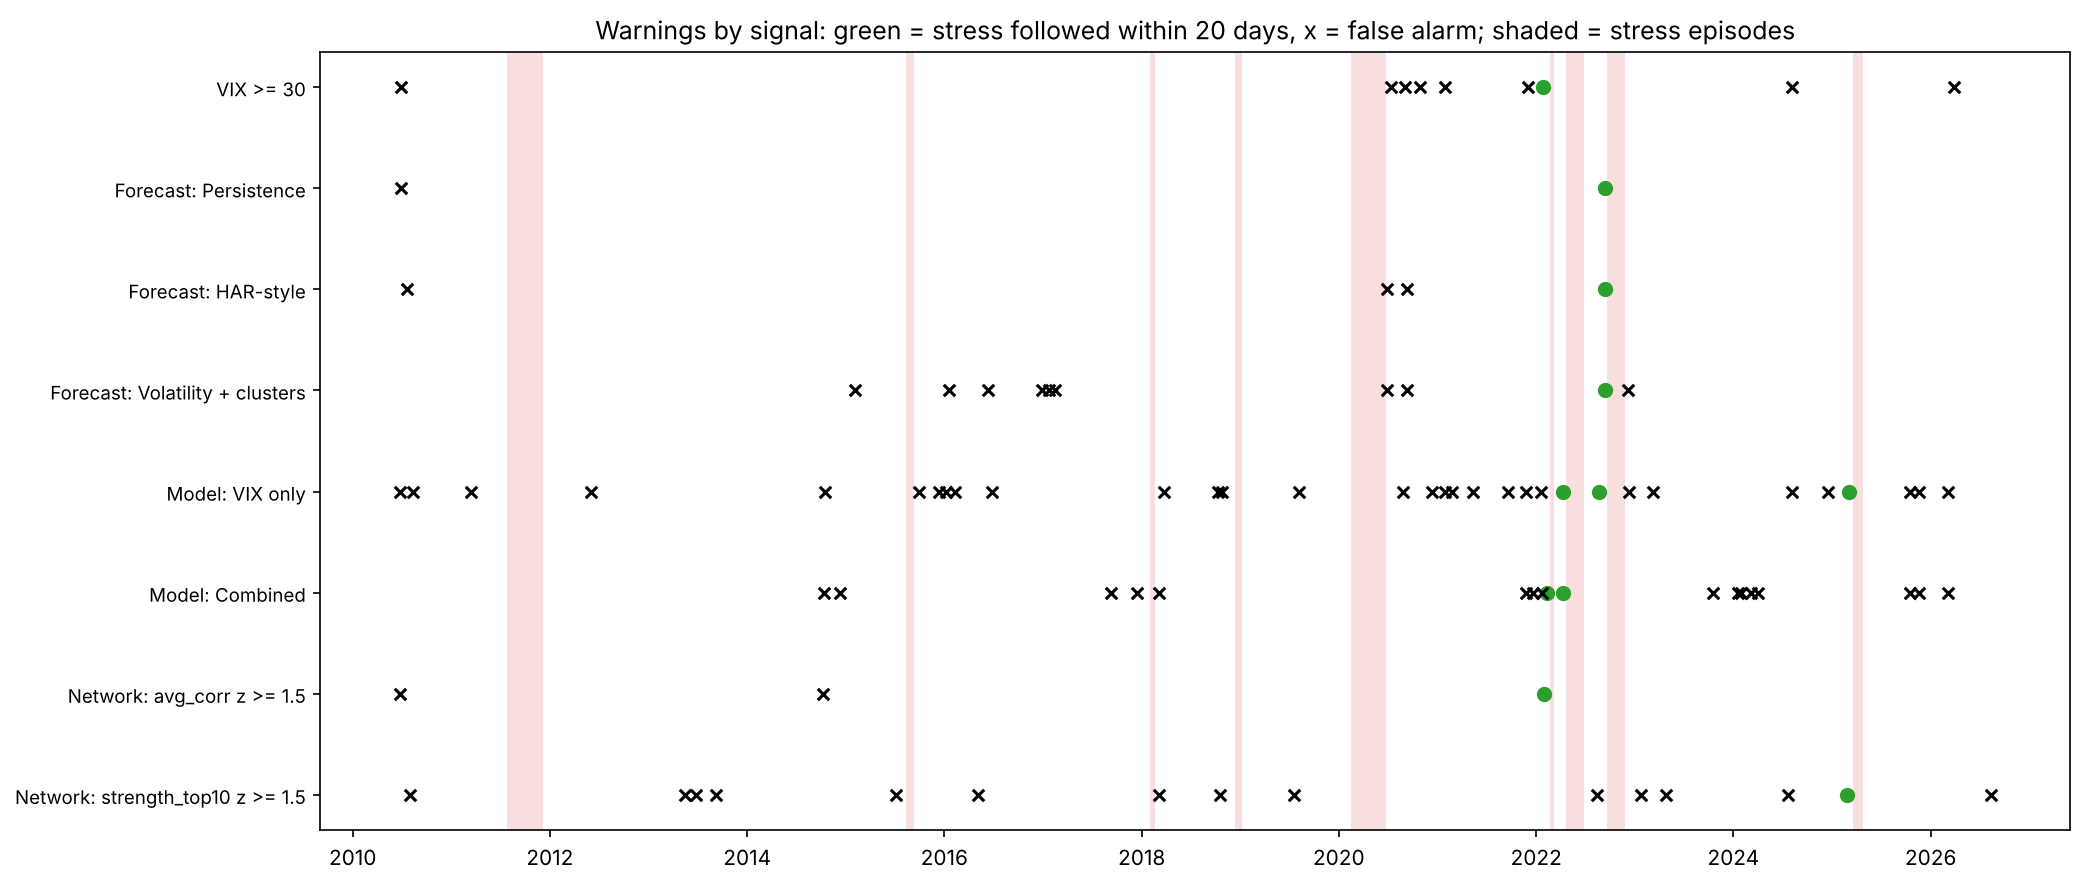 Warnings by signal: green = stress followed within 20 days, x = false alarm; shaded = stress episodes
VIX >= 30
Forecast: Persistence
Forecast: HAR-style
Forecast: Volatility + clusters
Model: VIX only
Model: Combined
Network: avg_corr z >= 1.5
Network: strength_top10 z >= 1.5
2010 2012 2014 2016 2018 2020 2022 2024 2026